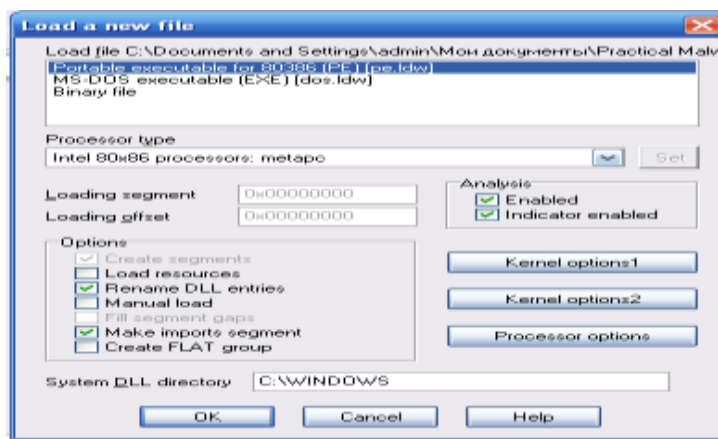 Load a new file
Load file C:\Documents and Settings\admin\Мои документы\Practical Malw
Portable executable for 80386 (PE) [pe.ldw]
MS-DOS executable (EXE) [dos.ldw]
Binary file
Processor type
Intel 80x86 processors: metapc
Set
Loading segment 0x00000000
Loading offset 0x00000000
Analysis
Enabled
Indicator enabled
Options
Create segments
Load resources
Rename DLL entries
Manual load
Fill segment gaps
Make imports segment
Create FLAT group
Kernel options1
Kernel options2
Processor options
System DLL directory C:\WINDOWS
OK Cancel Help